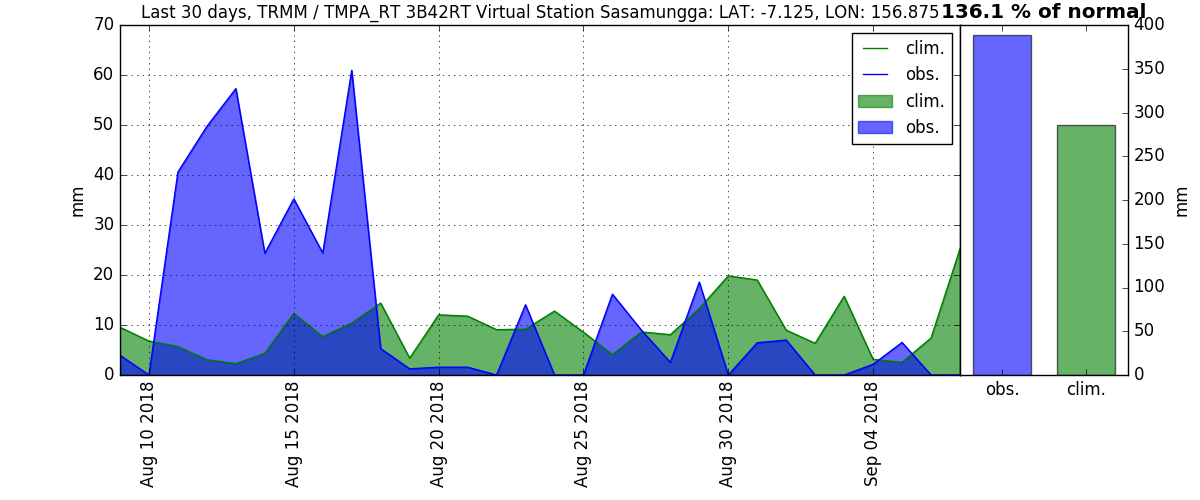 Last 30 days, TRMM / TMPA_RT 3B42RT Virtual Station Sasamungga: LAT: -7.125, LON: 156.875
136.1 % of normal
70
60
50
40
30
20
10
0
mm
clim.
obs.
clim.
obs.
400
350
300
250
200
150
100
50
0
mm
obs.
clim.
Aug 10 2018
Aug 15 2018
Aug 20 2018
Aug 25 2018
Aug 30 2018
Sep 04 2018